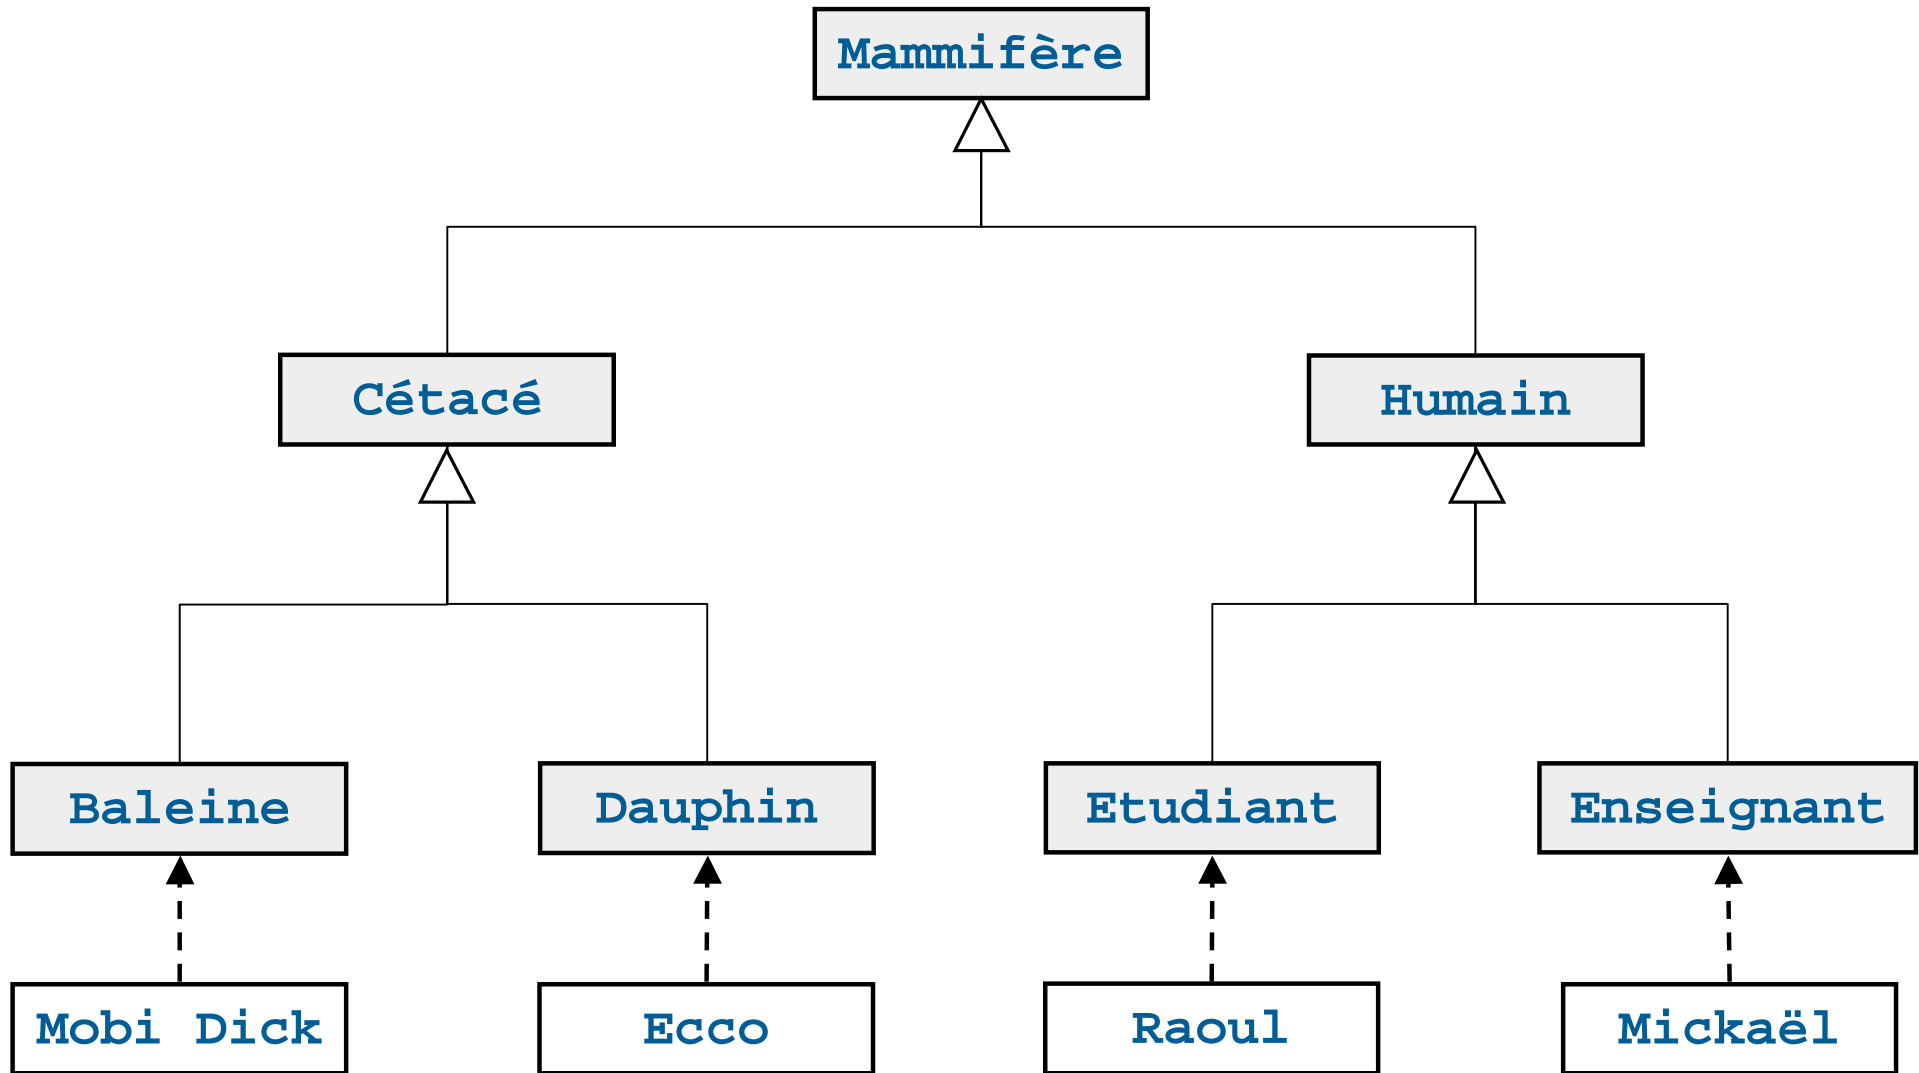 Mammifère
Cétacé
Humain
Baleine
Dauphin
Etudiant
Enseignant
Mobi Dick
Ecco
Raoul
Mickaël